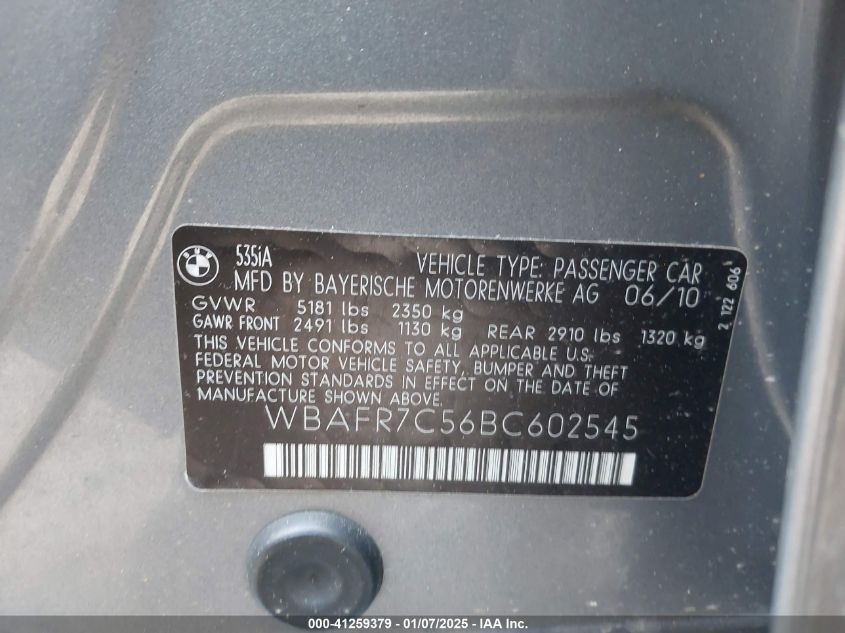 BMW
535iA
VEHICLE TYPE: PASSENGER CAR
MFD BY BAYERISCHE MOTORENWERKE AG 06/10
GVWR 5181 lbs 2350 kg
GAWR FRONT 2491 lbs 1130 kg REAR 2910 lbs 1320 kg
THIS VEHICLE CONFORMS TO ALL APPLICABLE U.S.
FEDERAL MOTOR VEHICLE SAFETY, BUMPER AND THEFT
PREVENTION STANDARDS IN EFFECT ON THE DATE OF
MANUFACTURE SHOWN ABOVE.
WBAFR7C56BC602545
2 122 606
000-41259379 - 01/07/2025 - IAA Inc.